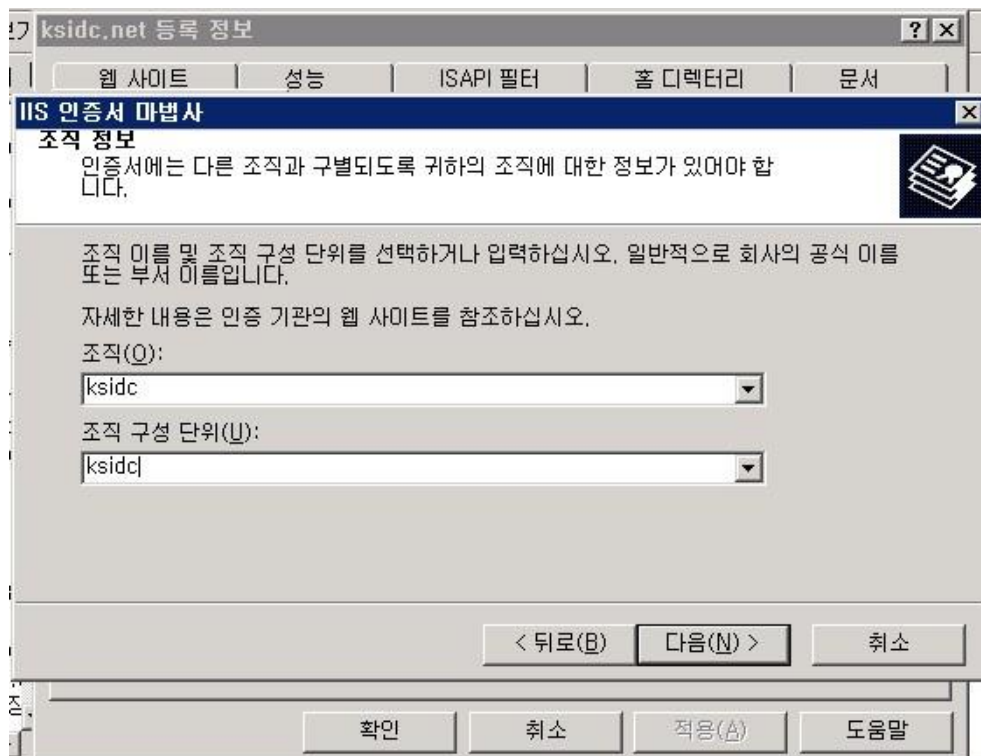 ksidc.net 등록 정보
웹 사이트 성능 ISAPI 필터 홈 디렉터리 문서
IIS 인증서 마법사
조직 정보
인증서에는 다른 조직과 구별되도록 귀하의 조직에 대한 정보가 있어야 합
니다.
조직 이름 및 조직 구성 단위를 선택하거나 입력하십시오. 일반적으로 회사의 공식 이름
또는 부서 이름입니다.
자세한 내용은 인증 기관의 웹 사이트를 참조하십시오.
조직(O):
ksidc
조직 구성 단위(U):
ksidc
< 뒤로(B) 다음(N) > 취소
확인 취소 적용(A) 도움말